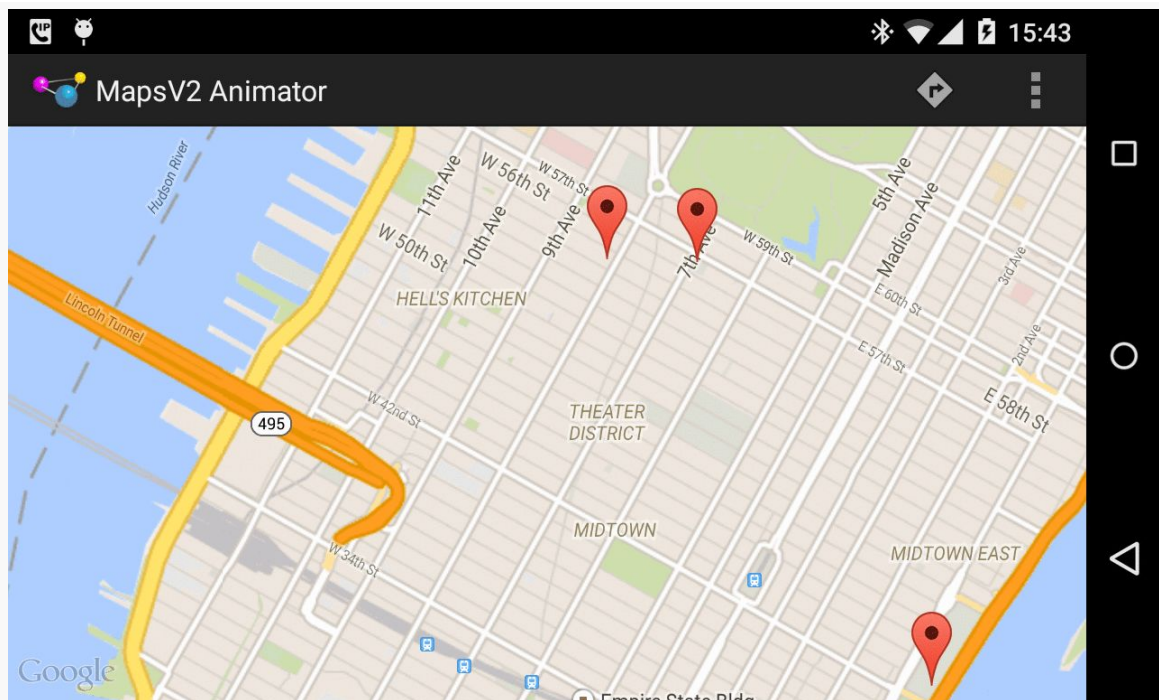 15:43
MapsV2 Animator
Hudson River
11th Ave
W 56th St
W 57th St
5th Ave
Madison Ave
W 50th St
10th Ave
9th Ave
7th Ave
W 59th St
3rd Ave
E 60th St
HELL'S KITCHEN
Lincoln Tunnel
2nd Ave
E 57th St
W 42nd St
THEATER
DISTRICT
E 58th St
495
MIDTOWN
MIDTOWN EAST
W 34th St
Google
Empire State Bldg